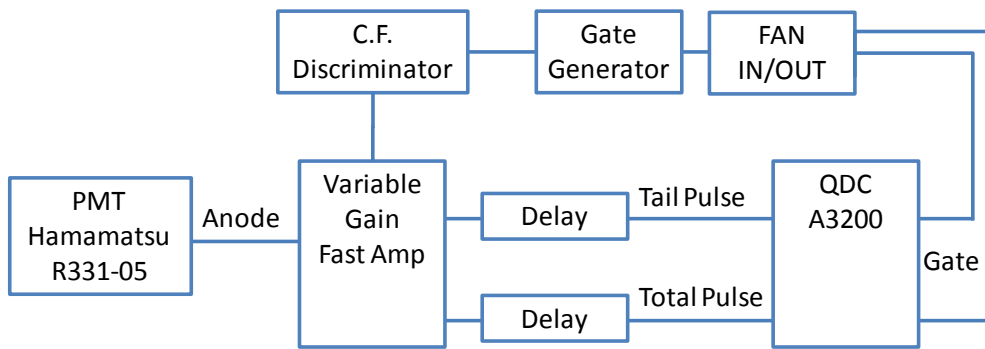 C.F.
Discriminator
Gate
Generator
FAN
IN/OUT
PMT
Hamamatsu
R331-05
Anode
Variable
Gain
Fast Amp
Delay
Tail Pulse
Delay
Total Pulse
QDC
A3200
Gate